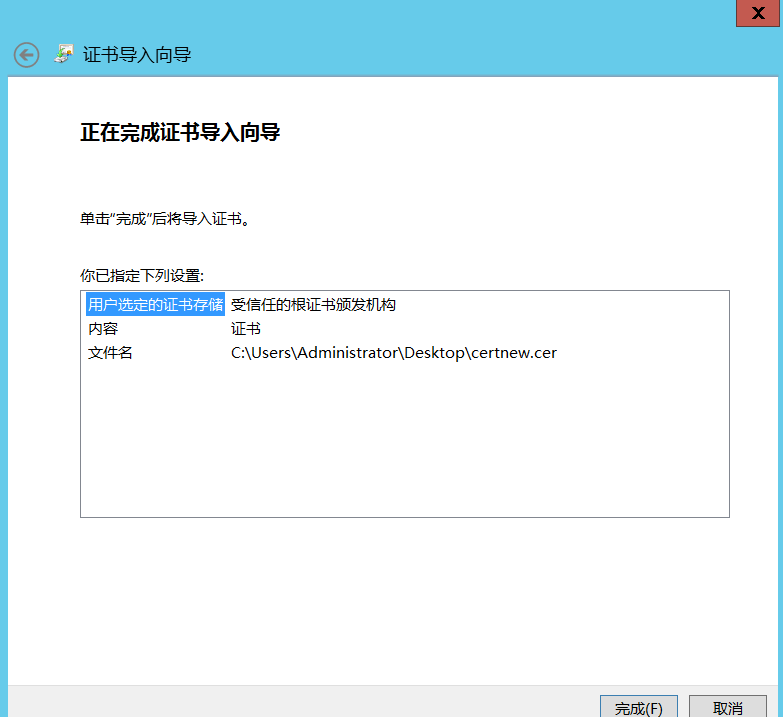 X
证书导入向导
正在完成证书导入向导
单击“完成”后将导入证书。
你已指定下列设置:
用户选定的证书存储 受信任的根证书颁发机构
内容 证书
文件名 C:\Users\Administrator\Desktop\certnew.cer
完成(F) 取消